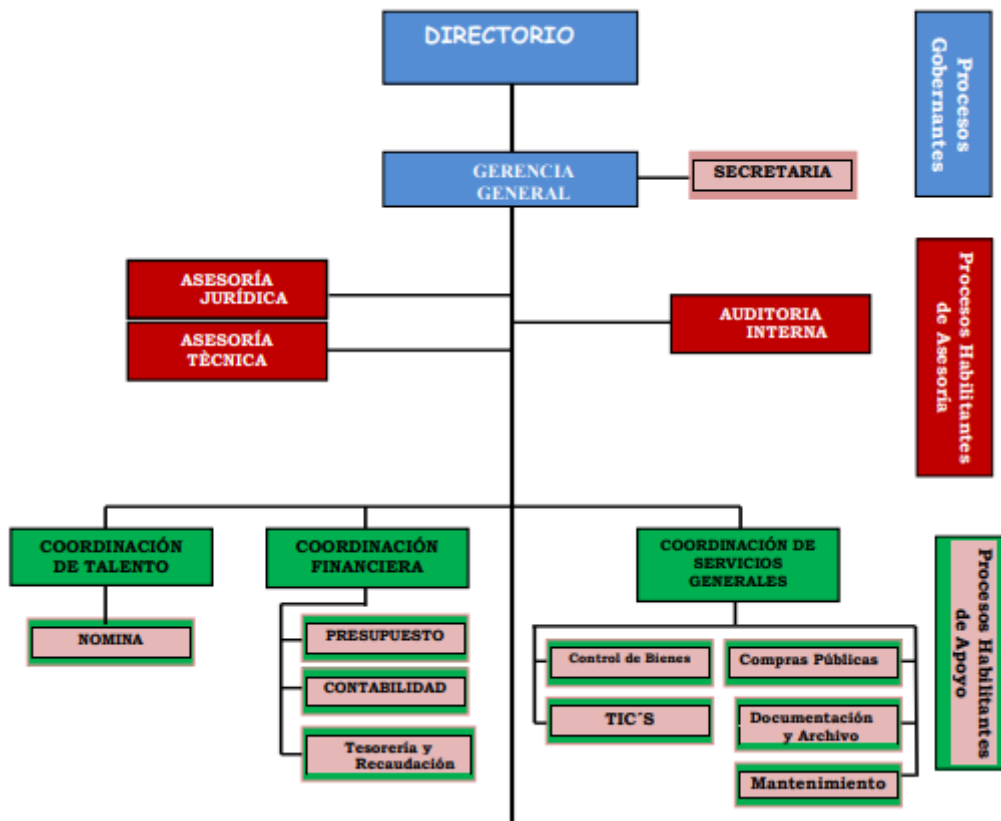 DIRECTORIO
Procesos
Gobernantes
GERENCIA
GENERAL
SECRETARIA
ASESORÍA
JURÍDICA
ASESORÍA
TÈCNICA
AUDITORIA
INTERNA
Procesos Habilitantes
de Asesoría
COORDINACIÓN
DE TALENTO
COORDINACIÓN
FINANCIERA
COORDINACIÓN DE
SERVICIOS
GENERALES
Procesos Habilitantes
de Apoyo
NOMINA
PRESUPUESTO
CONTABILIDAD
Tesorería y
Recaudación
Control de Bienes
TIC´S
Compras Públicas
Documentación
y Archivo
Mantenimiento